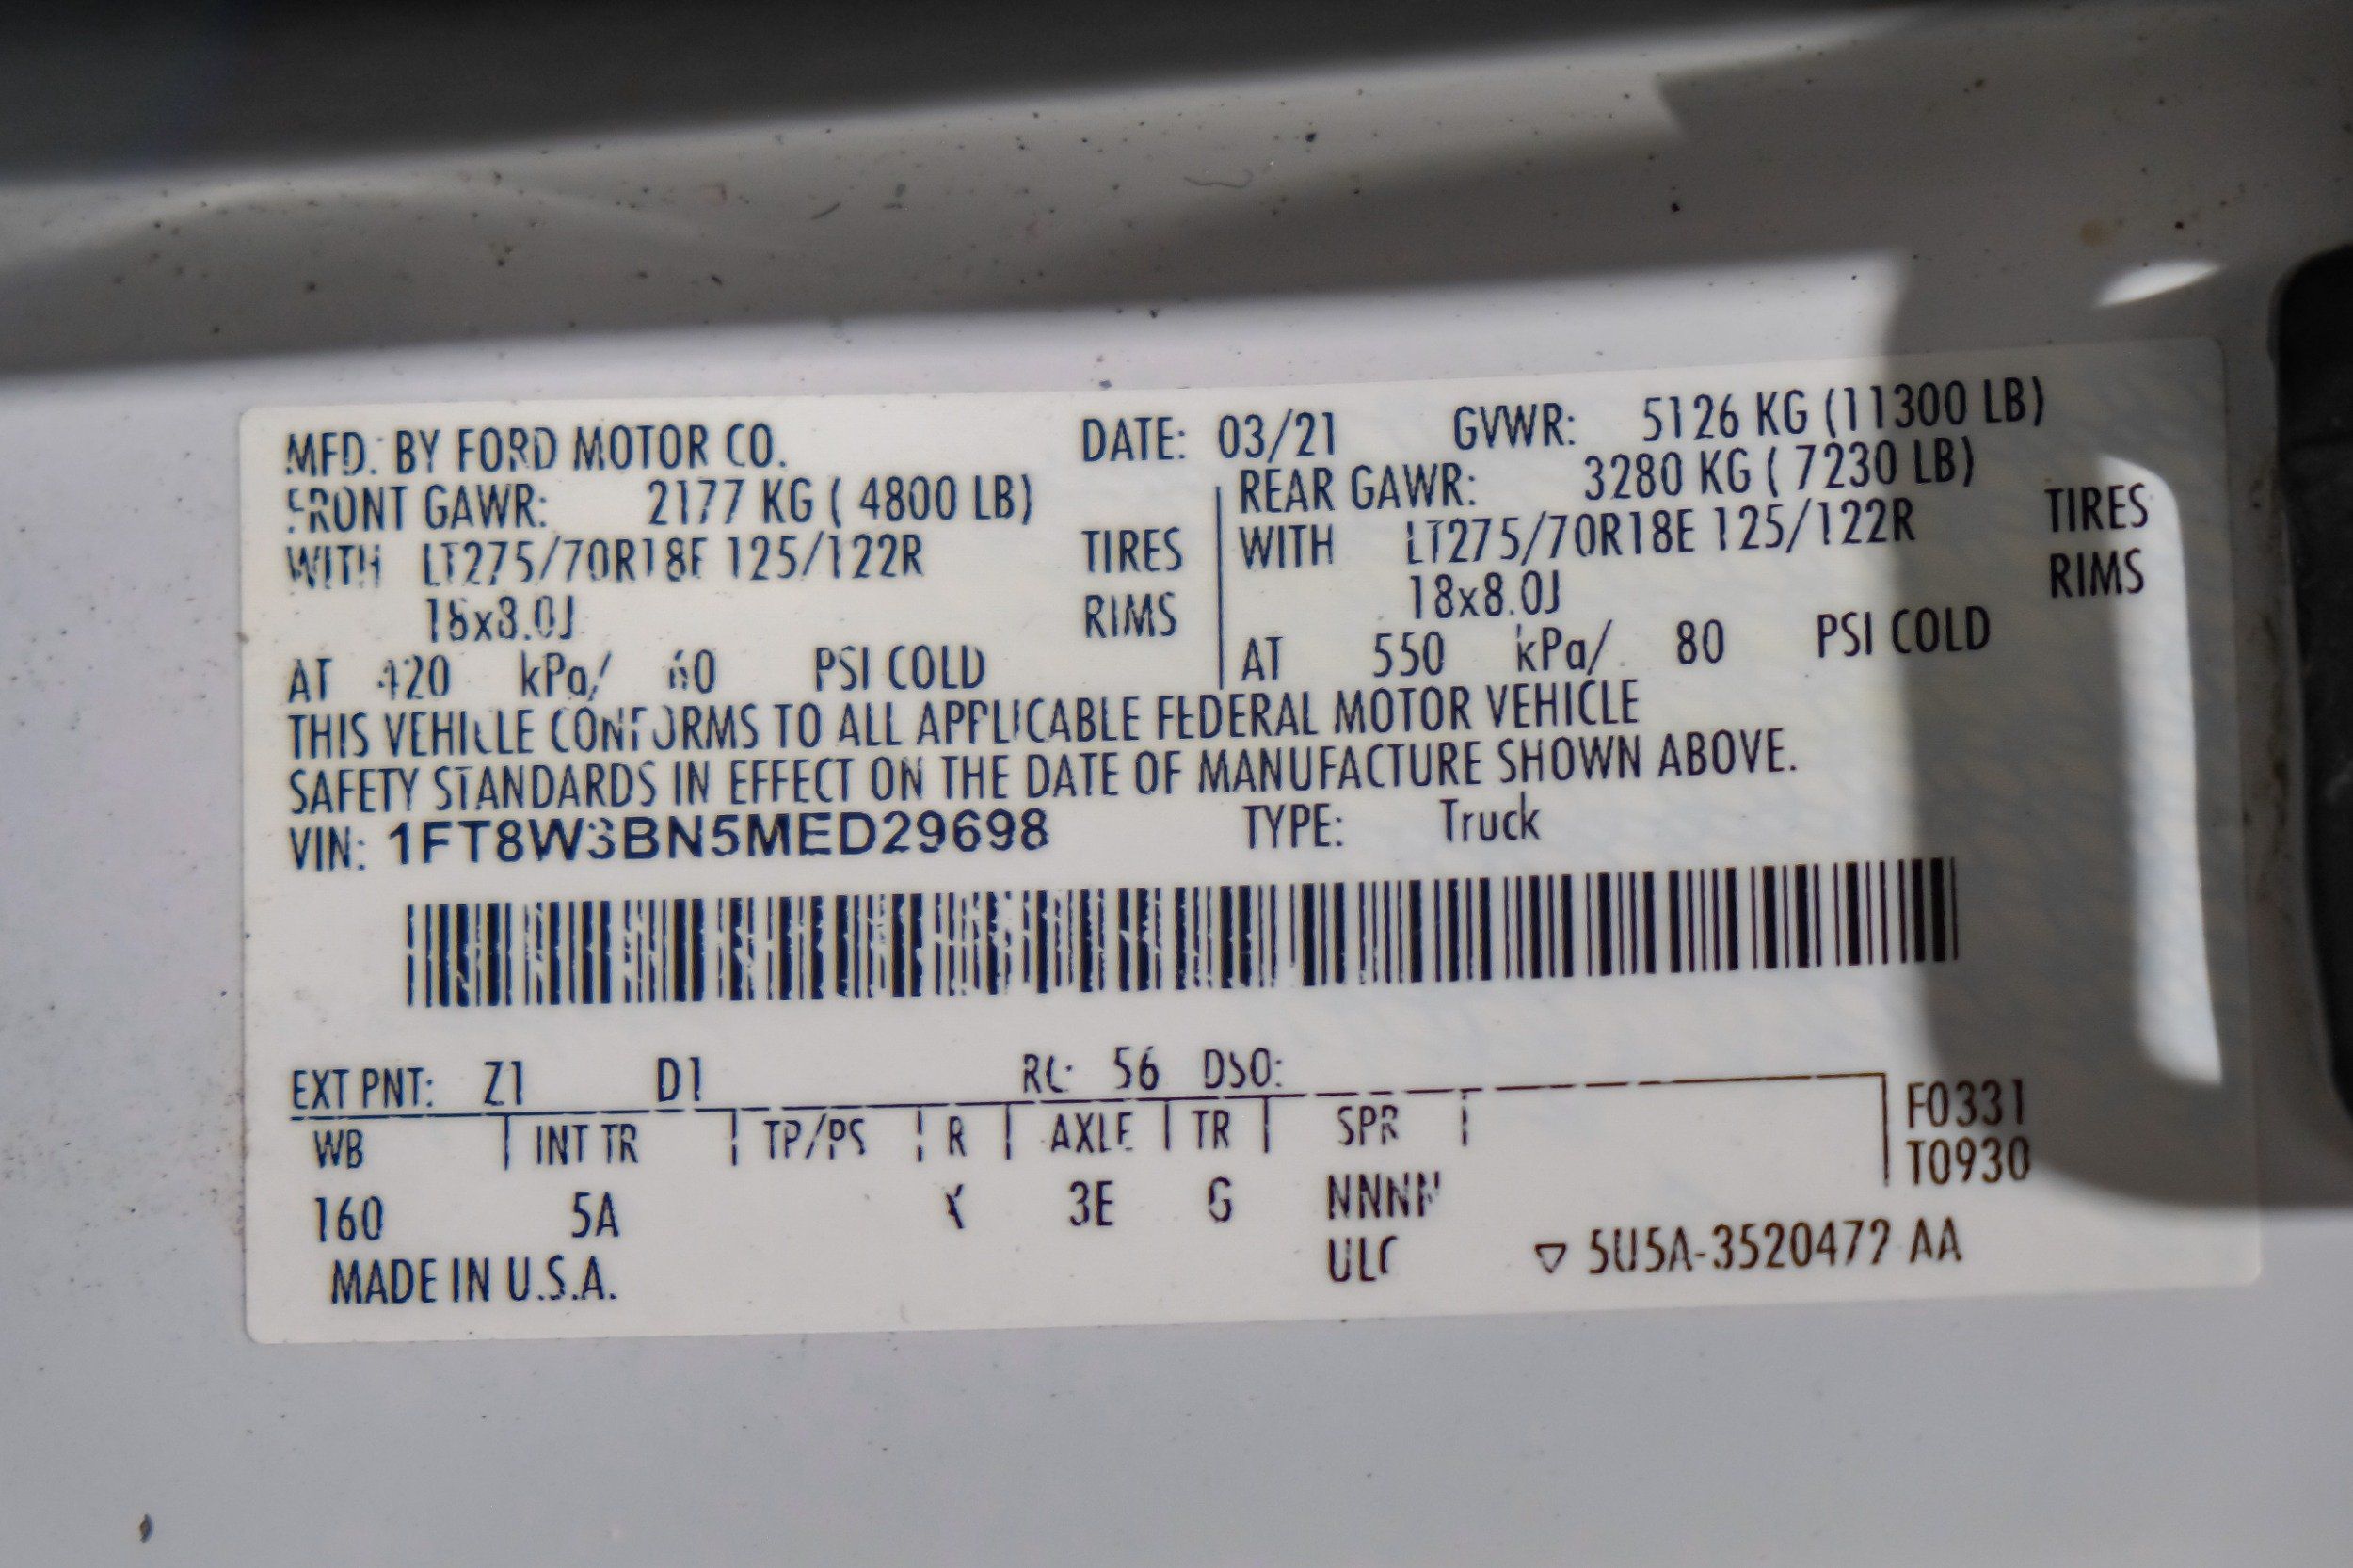 MFD. BY FORD MOTOR CO. DATE: 03/21 GVWR: 5126 KG (11300 LB)
FRONT GAWR: 2177 KG ( 4800 LB) REAR GAWR: 3280 KG ( 7230 LB)
WITH LT275/70R18E 125/122R TIRES WITH LT275/70R18E 125/122R TIRES
18x8.0J RIMS 18x8.0J RIMS
AT 420 kPa/ 60 PSI COLD AT 550 kPa/ 80 PSI COLD
THIS VEHICLE CONFORMS TO ALL APPLICABLE FEDERAL MOTOR VEHICLE
SAFETY STANDARDS IN EFFECT ON THE DATE OF MANUFACTURE SHOWN ABOVE.
VIN: 1FT8W3BN5MED29698 TYPE: Truck
EXT PNT: Z1 D1 RC: 56 DSO:
WB INT TR TP/PS R AXLE TR SPR F0331
T0930
160 5A 3E G NNNN
MADE IN U.S.A. ▽ 5U5A-3520472 AA